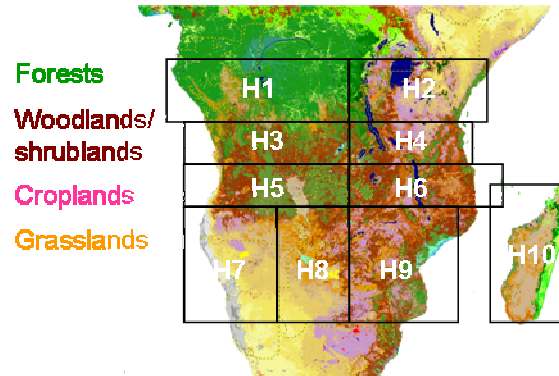 Forests
Woodlands/
shrublands
Croplands
Grasslands
H1
H2
H3
H4
H5
H6
H7
H8
H9
H10